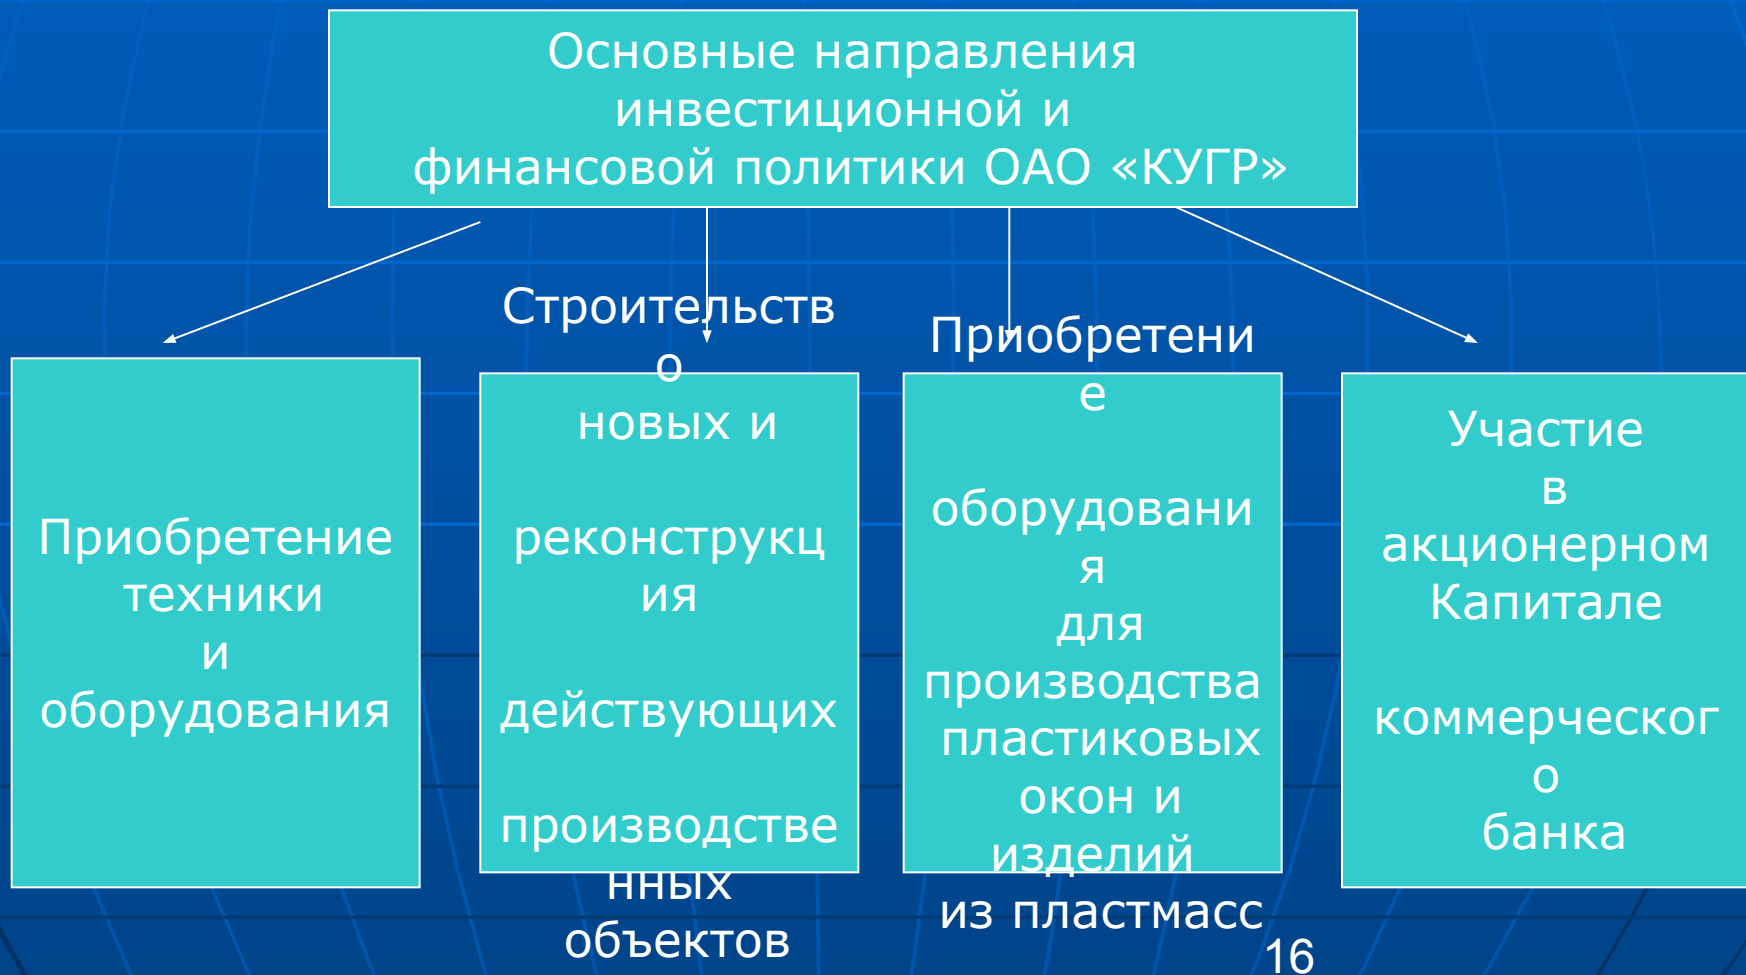 Основные направления
инвестиционной и
финансовой политики ОАО «КУГР»
Приобретение
техники
и
оборудования
Строительств
о
новых и
реконструкц
ия
действующих
производстве
нных
объектов
Приобретени
е
оборудовани
я
для
производства
пластиковых
окон и
изделий
из пластмасс
Участие
в
акционерном
Капитале
коммерческог
о
банка
16